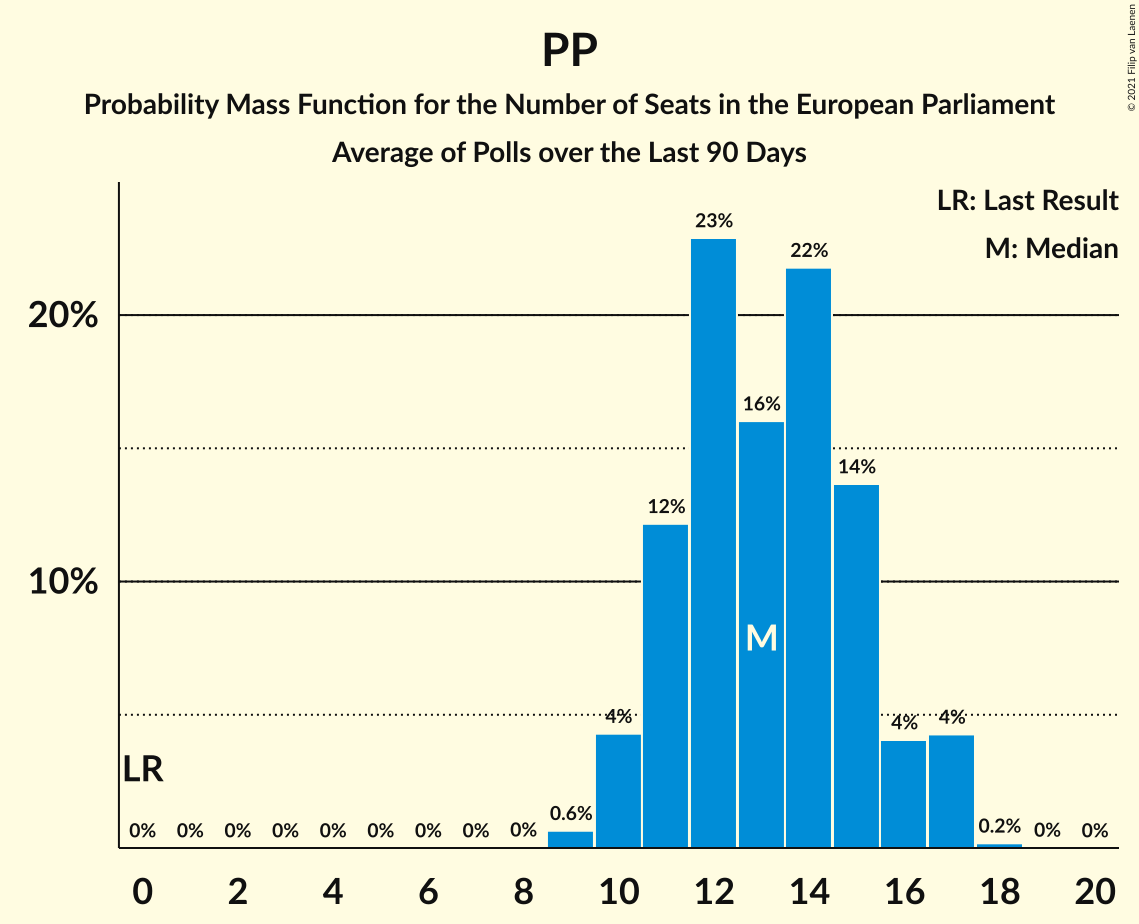 PP
Probability Mass Function for the Number of Seats in the European Parliament
Average of Polls over the Last 90 Days
© 2021 Filip van Laenen
LR: Last Result
M: Median
20%
10%
0% 0% 0% 0% 0% 0% 0% 0% 0% 0.6% 4% 12% 23% 16% 22% 14% 4% 4% 0.2% 0% 0%
LR
M
0 2 4 6 8 10 12 14 16 18 20